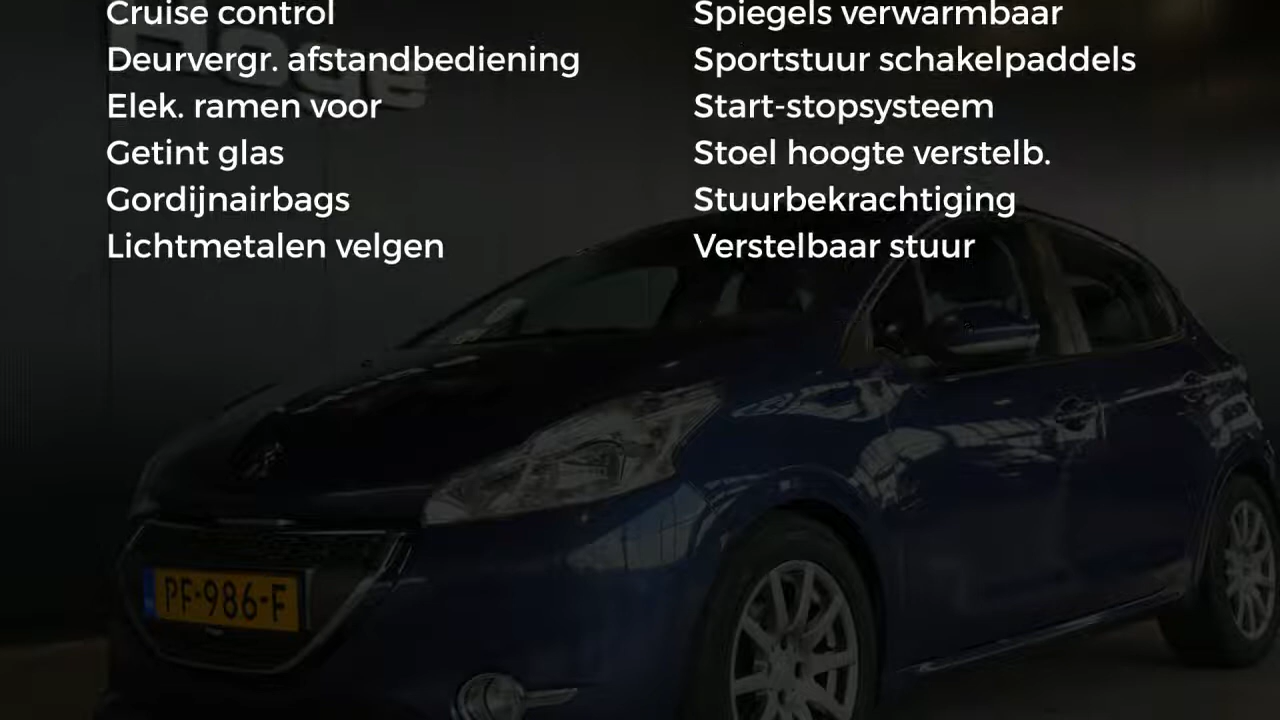 Cruise control
Deurvergr. afstandbediening
Elek. ramen voor
Getint glas
Gordijnairbags
Lichtmetalen velgen
Spiegels verwarmbaar
Sportstuur schakelpaddels
Start-stopsysteem
Stoel hoogte verstelb.
Stuurbekrachtiging
Verstelbaar stuur
Hoge
PF-986-F